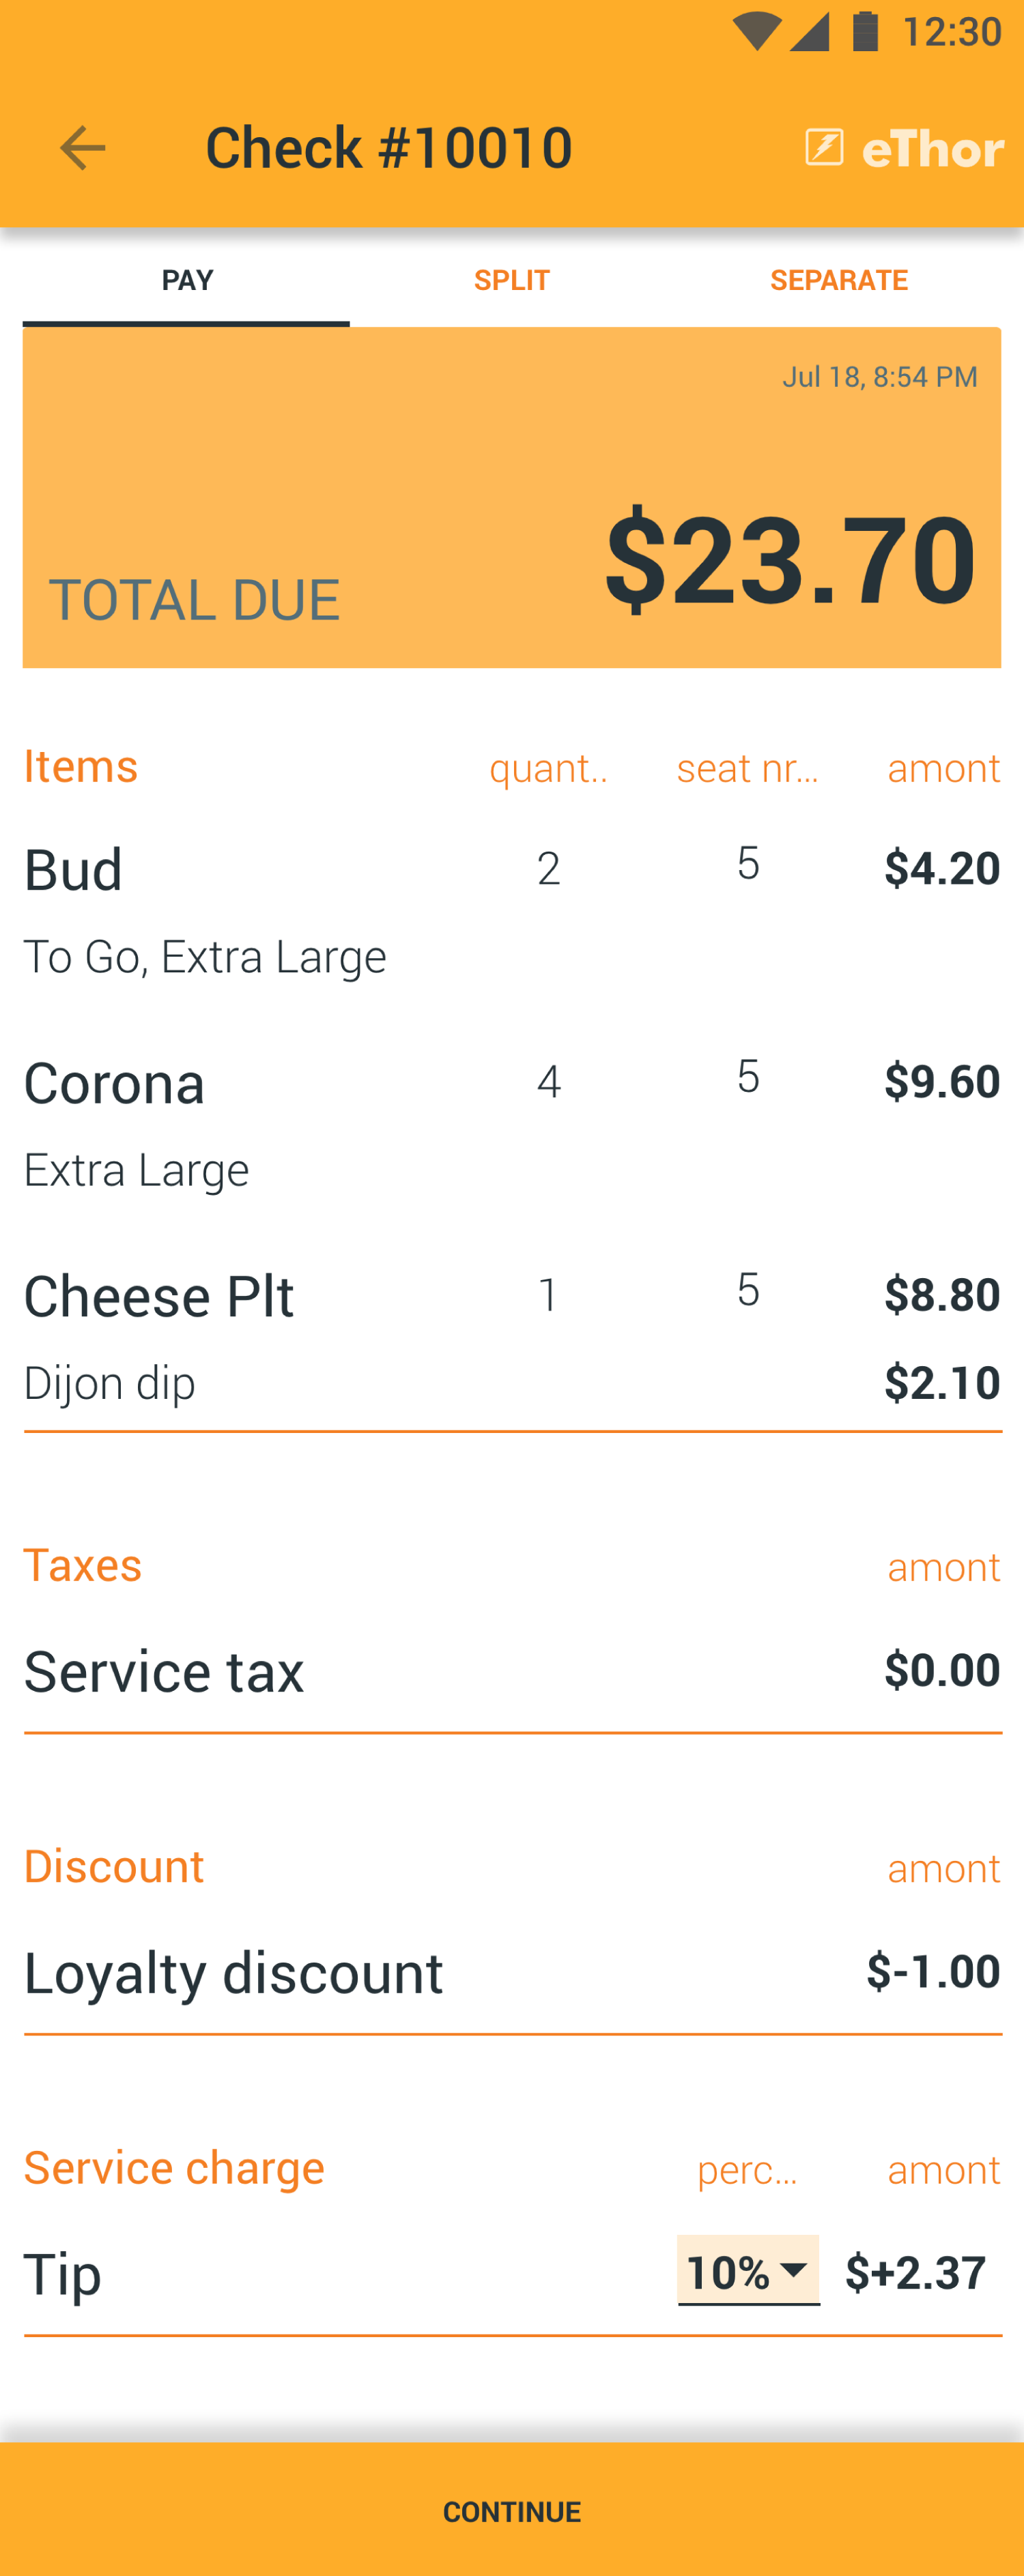 12:30
Check #10010
eThor
PAY SPLIT SEPARATE
Jul 18, 8:54 PM
TOTAL DUE $23.70
Items quant.. seat nr... amont
Bud 2 5 $4.20
To Go, Extra Large
Corona 4 5 $9.60
Extra Large
Cheese Plt 1 5 $8.80
Dijon dip $2.10
Taxes amont
Service tax $0.00
Discount amont
Loyalty discount $-1.00
Service charge perc... amont
Tip 10% $+2.37
CONTINUE